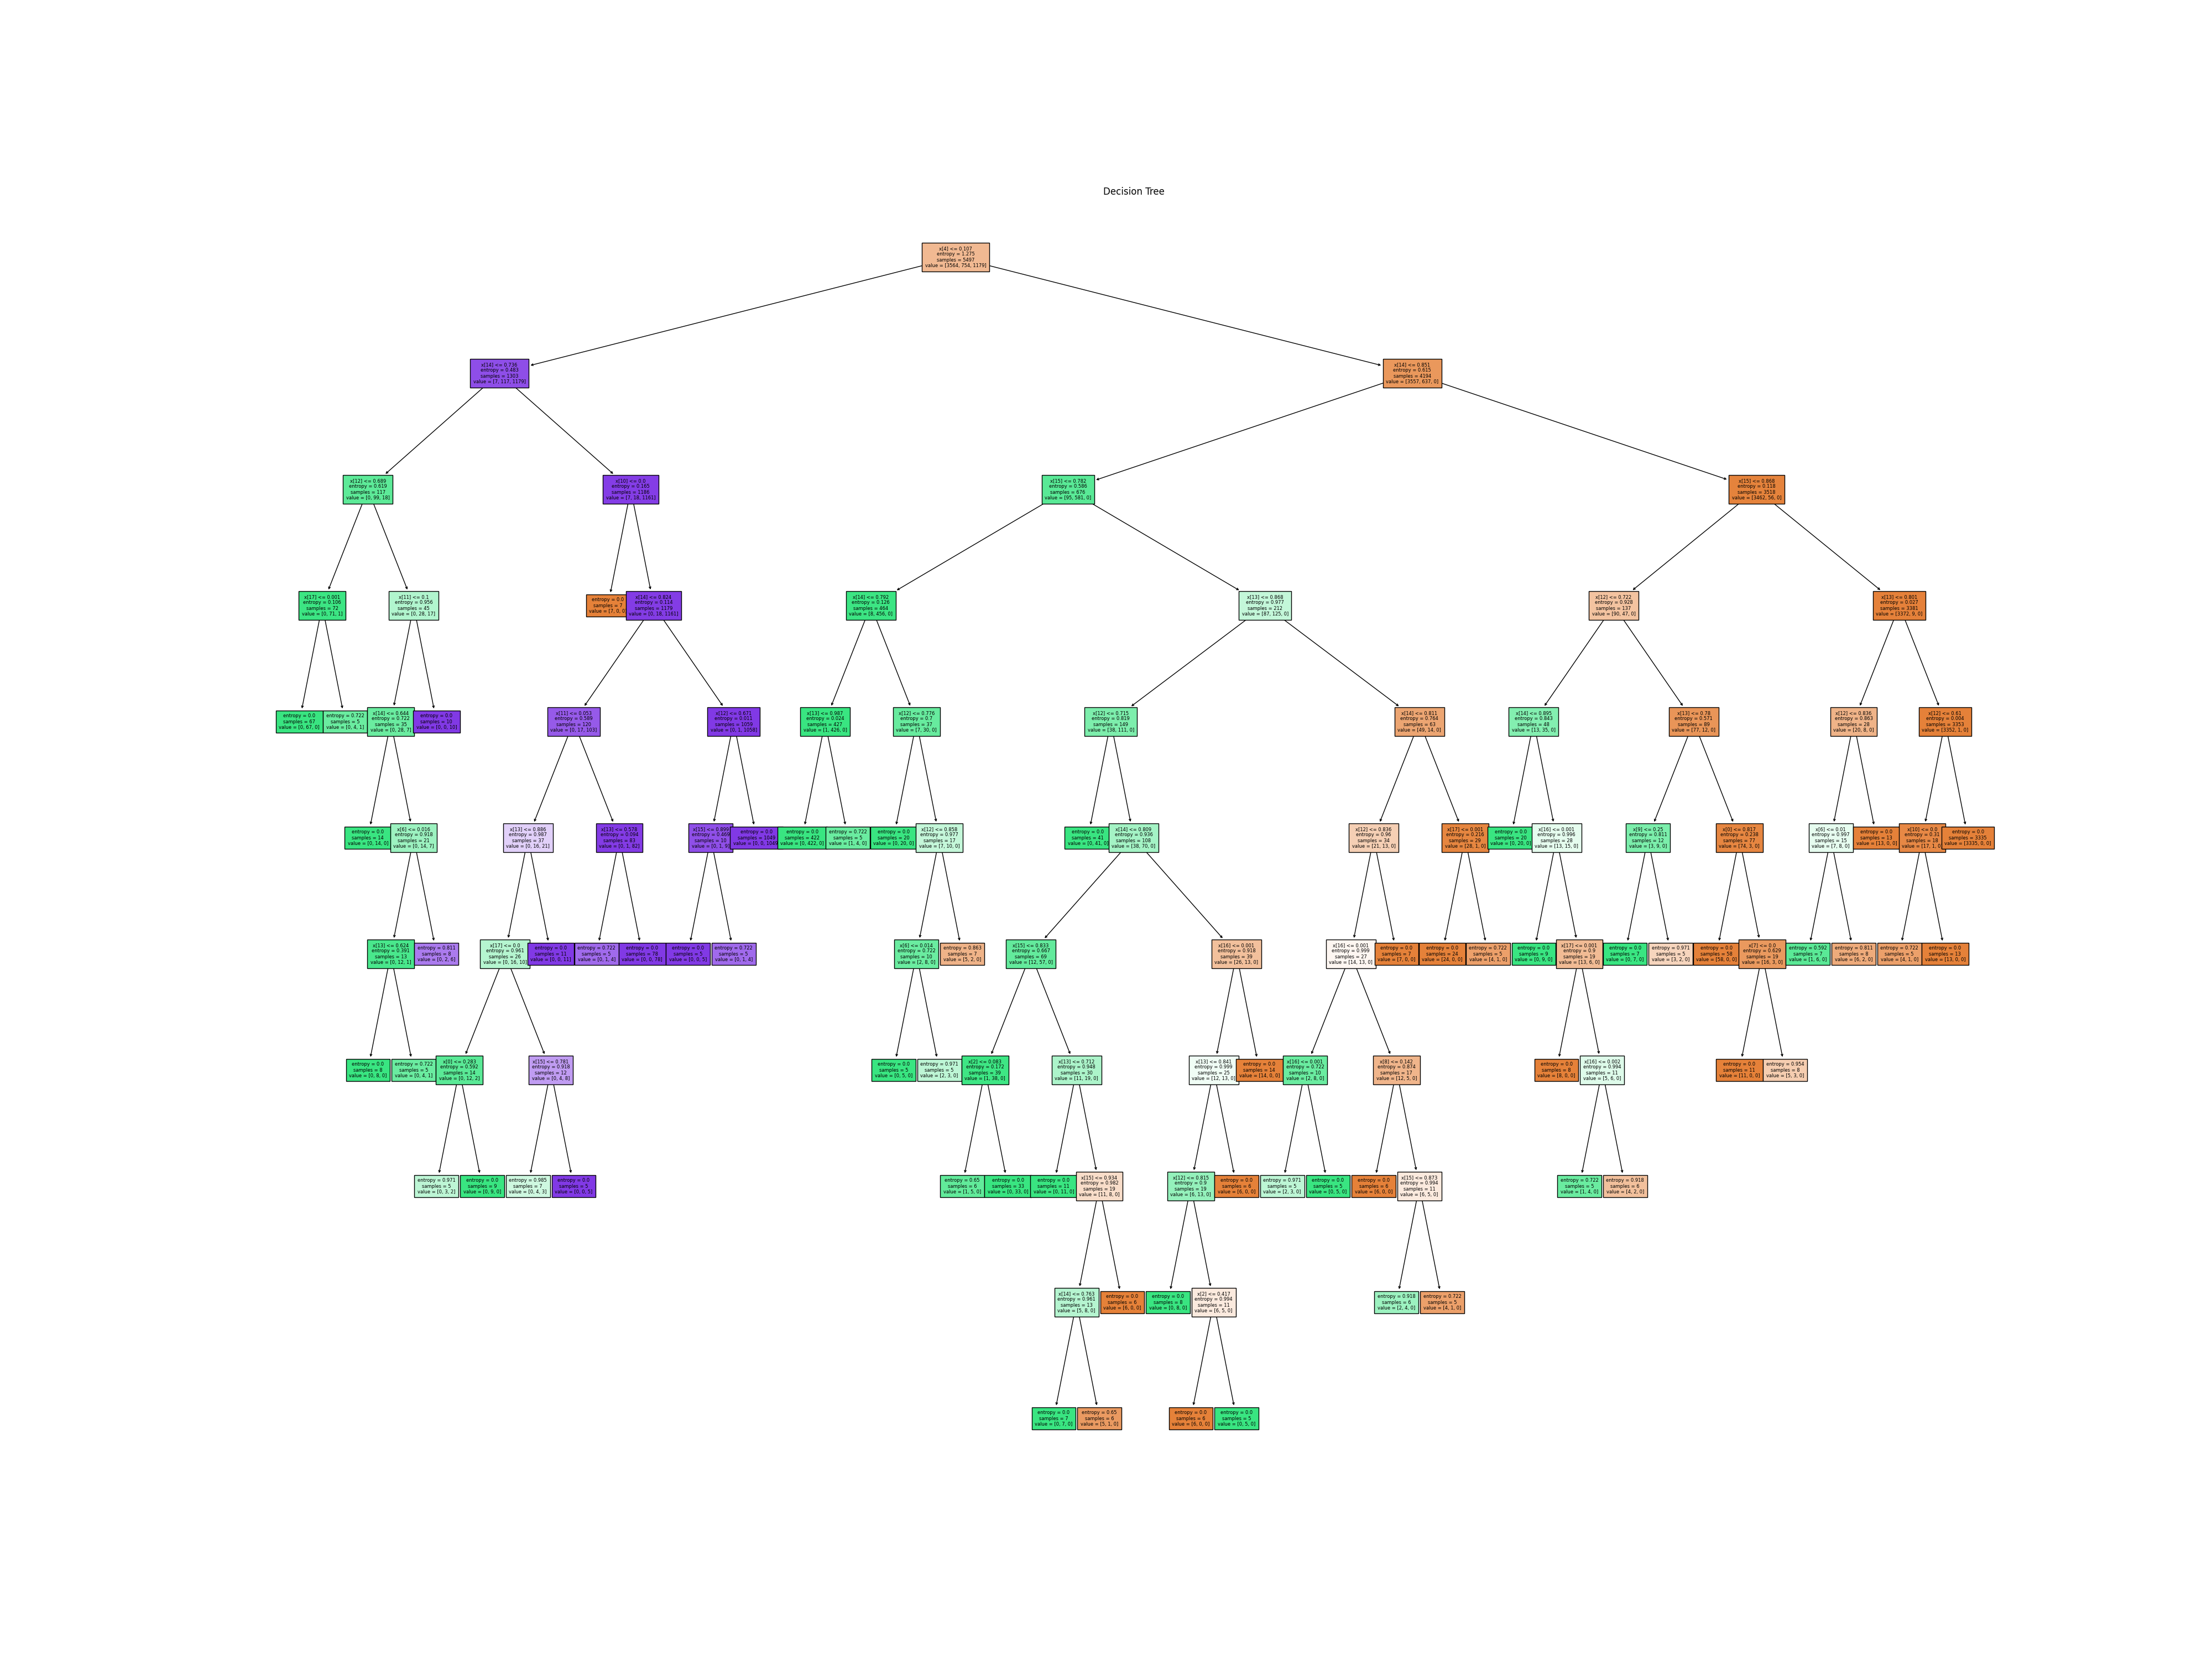 Decision Tree
x[4] <= 0.107
entropy = 1.275
samples = 5497
value = [3564, 754, 1179]
x[14] <= 0.736
entropy = 0.483
samples = 1303
value = [7, 117, 1179]
x[14] <= 0.851
entropy = 0.615
samples = 4194
value = [3557, 637, 0]
x[12] <= 0.689
entropy = 0.619
samples = 117
value = [0, 99, 18]
x[10] <= 0.0
entropy = 0.165
samples = 1186
value = [7, 18, 1161]
x[15] <= 0.782
entropy = 0.586
samples = 676
value = [95, 581, 0]
x[15] <= 0.868
entropy = 0.118
samples = 3518
value = [3462, 56, 0]
x[17] <= 0.001
entropy = 0.106
samples = 72
value = [0, 71, 1]
x[11] <= 0.1
entropy = 0.956
samples = 45
value = [0, 28, 17]
entropy = 0.0
samples = 7
value = [7, 0, 0]
x[14] <= 0.824
entropy = 0.114
samples = 1179
value = [0, 18, 1161]
x[14] <= 0.792
entropy = 0.126
samples = 464
value = [8, 456, 0]
x[13] <= 0.868
entropy = 0.977
samples = 212
value = [87, 125, 0]
x[12] <= 0.722
entropy = 0.928
samples = 137
value = [90, 47, 0]
x[13] <= 0.801
entropy = 0.027
samples = 3381
value = [3372, 9, 0]
entropy = 0.0
samples = 67
value = [0, 67, 0]
entropy = 0.722
samples = 5
value = [0, 4, 1]
x[14] <= 0.644
entropy = 0.722
samples = 35
value = [0, 28, 7]
entropy = 0.0
samples = 10
value = [0, 0, 10]
x[11] <= 0.053
entropy = 0.589
samples = 120
value = [0, 17, 103]
x[12] <= 0.671
entropy = 0.011
samples = 1059
value = [0, 1, 1058]
x[13] <= 0.987
entropy = 0.024
samples = 427
value = [1, 426, 0]
x[12] <= 0.776
entropy = 0.7
samples = 37
value = [7, 30, 0]
x[12] <= 0.715
entropy = 0.819
samples = 149
value = [38, 111, 0]
x[14] <= 0.811
entropy = 0.764
samples = 63
value = [49, 14, 0]
x[14] <= 0.895
entropy = 0.843
samples = 48
value = [13, 35, 0]
x[13] <= 0.78
entropy = 0.571
samples = 89
value = [77, 12, 0]
x[12] <= 0.836
entropy = 0.863
samples = 28
value = [20, 8, 0]
x[12] <= 0.61
entropy = 0.004
samples = 3353
value = [3352, 1, 0]
entropy = 0.0
samples = 14
value = [0, 14, 0]
x[6] <= 0.016
entropy = 0.918
samples = 21
value = [0, 14, 7]
x[13] <= 0.886
entropy = 0.987
samples = 37
value = [0, 16, 21]
x[13] <= 0.578
entropy = 0.094
samples = 83
value = [0, 1, 82]
x[15] <= 0.999
entropy = 0.469
samples = 10
value = [0, 1, 9]
entropy = 0.0
samples = 1049
value = [0, 0, 1049]
entropy = 0.0
samples = 422
value = [0, 422, 0]
entropy = 0.722
samples = 5
value = [1, 4, 0]
entropy = 0.0
samples = 20
value = [0, 20, 0]
x[12] <= 0.858
entropy = 0.977
samples = 17
value = [7, 10, 0]
entropy = 0.0
samples = 41
value = [0, 41, 0]
x[14] <= 0.809
entropy = 0.936
samples = 108
value = [38, 70, 0]
x[12] <= 0.836
entropy = 0.96
samples = 34
value = [21, 13, 0]
x[17] <= 0.001
entropy = 0.216
samples = 29
value = [28, 1, 0]
entropy = 0.0
samples = 20
value = [0, 20, 0]
x[16] <= 0.001
entropy = 0.996
samples = 28
value = [13, 15, 0]
x[9] <= 0.25
entropy = 0.811
samples = 12
value = [3, 9, 0]
x[0] <= 0.817
entropy = 0.238
samples = 77
value = [74, 3, 0]
x[6] <= 0.01
entropy = 0.997
samples = 15
value = [7, 8, 0]
entropy = 0.0
samples = 13
value = [13, 0, 0]
x[10] <= 0.0
entropy = 0.31
samples = 18
value = [17, 1, 0]
entropy = 0.0
samples = 3335
value = [3335, 0, 0]
x[13] <= 0.624
entropy = 0.391
samples = 13
value = [0, 12, 1]
entropy = 0.811
samples = 8
value = [0, 2, 6]
x[17] <= 0.0
entropy = 0.961
samples = 26
value = [0, 16, 10]
entropy = 0.0
samples = 11
value = [0, 0, 11]
entropy = 0.722
samples = 5
value = [0, 1, 4]
entropy = 0.0
samples = 78
value = [0, 0, 78]
entropy = 0.0
samples = 5
value = [0, 0, 5]
entropy = 0.722
samples = 5
value = [0, 1, 4]
x[6] <= 0.014
entropy = 0.722
samples = 10
value = [2, 8, 0]
entropy = 0.863
samples = 7
value = [5, 2, 0]
x[15] <= 0.833
entropy = 0.667
samples = 69
value = [12, 57, 0]
x[16] <= 0.001
entropy = 0.918
samples = 39
value = [26, 13, 0]
x[16] <= 0.001
entropy = 0.999
samples = 27
value = [14, 13, 0]
entropy = 0.0
samples = 7
value = [7, 0, 0]
entropy = 0.0
samples = 24
value = [24, 0, 0]
entropy = 0.722
samples = 5
value = [4, 1, 0]
entropy = 0.0
samples = 9
value = [0, 9, 0]
x[17] <= 0.001
entropy = 0.9
samples = 19
value = [13, 6, 0]
entropy = 0.0
samples = 7
value = [0, 7, 0]
entropy = 0.971
samples = 5
value = [3, 2, 0]
entropy = 0.0
samples = 58
value = [58, 0, 0]
x[7] <= 0.0
entropy = 0.629
samples = 19
value = [16, 3, 0]
entropy = 0.592
samples = 7
value = [1, 6, 0]
entropy = 0.811
samples = 8
value = [6, 2, 0]
entropy = 0.722
samples = 5
value = [4, 1, 0]
entropy = 0.0
samples = 13
value = [13, 0, 0]
entropy = 0.0
samples = 8
value = [0, 8, 0]
entropy = 0.722
samples = 5
value = [0, 4, 1]
x[0] <= 0.283
entropy = 0.592
samples = 14
value = [0, 12, 2]
x[15] <= 0.781
entropy = 0.918
samples = 12
value = [0, 4, 8]
entropy = 0.0
samples = 5
value = [0, 5, 0]
entropy = 0.971
samples = 5
value = [2, 3, 0]
x[2] <= 0.083
entropy = 0.172
samples = 39
value = [1, 38, 0]
x[13] <= 0.712
entropy = 0.948
samples = 30
value = [11, 19, 0]
x[13] <= 0.841
entropy = 0.999
samples = 25
value = [12, 13, 0]
entropy = 0.0
samples = 14
value = [14, 0, 0]
x[16] <= 0.001
entropy = 0.722
samples = 10
value = [2, 8, 0]
x[8] <= 0.142
entropy = 0.874
samples = 17
value = [12, 5, 0]
entropy = 0.0
samples = 8
value = [8, 0, 0]
x[16] <= 0.002
entropy = 0.994
samples = 11
value = [5, 6, 0]
entropy = 0.0
samples = 11
value = [11, 0, 0]
entropy = 0.954
samples = 8
value = [5, 3, 0]
entropy = 0.971
samples = 5
value = [0, 3, 2]
entropy = 0.0
samples = 9
value = [0, 9, 0]
entropy = 0.985
samples = 7
value = [0, 4, 3]
entropy = 0.0
samples = 5
value = [0, 0, 5]
entropy = 0.65
samples = 6
value = [1, 5, 0]
entropy = 0.0
samples = 33
value = [0, 33, 0]
entropy = 0.0
samples = 11
value = [0, 11, 0]
x[15] <= 0.934
entropy = 0.982
samples = 19
value = [11, 8, 0]
x[12] <= 0.815
entropy = 0.9
samples = 19
value = [6, 13, 0]
entropy = 0.0
samples = 6
value = [6, 0, 0]
entropy = 0.971
samples = 5
value = [2, 3, 0]
entropy = 0.0
samples = 5
value = [0, 5, 0]
entropy = 0.0
samples = 6
value = [6, 0, 0]
x[15] <= 0.873
entropy = 0.994
samples = 11
value = [6, 5, 0]
entropy = 0.722
samples = 5
value = [1, 4, 0]
entropy = 0.918
samples = 6
value = [4, 2, 0]
x[14] <= 0.763
entropy = 0.961
samples = 13
value = [5, 8, 0]
entropy = 0.0
samples = 6
value = [6, 0, 0]
entropy = 0.0
samples = 8
value = [0, 8, 0]
x[2] <= 0.417
entropy = 0.994
samples = 11
value = [6, 5, 0]
entropy = 0.918
samples = 6
value = [2, 4, 0]
entropy = 0.722
samples = 5
value = [4, 1, 0]
entropy = 0.0
samples = 7
value = [0, 7, 0]
entropy = 0.65
samples = 6
value = [5, 1, 0]
entropy = 0.0
samples = 6
value = [6, 0, 0]
entropy = 0.0
samples = 5
value = [0, 5, 0]